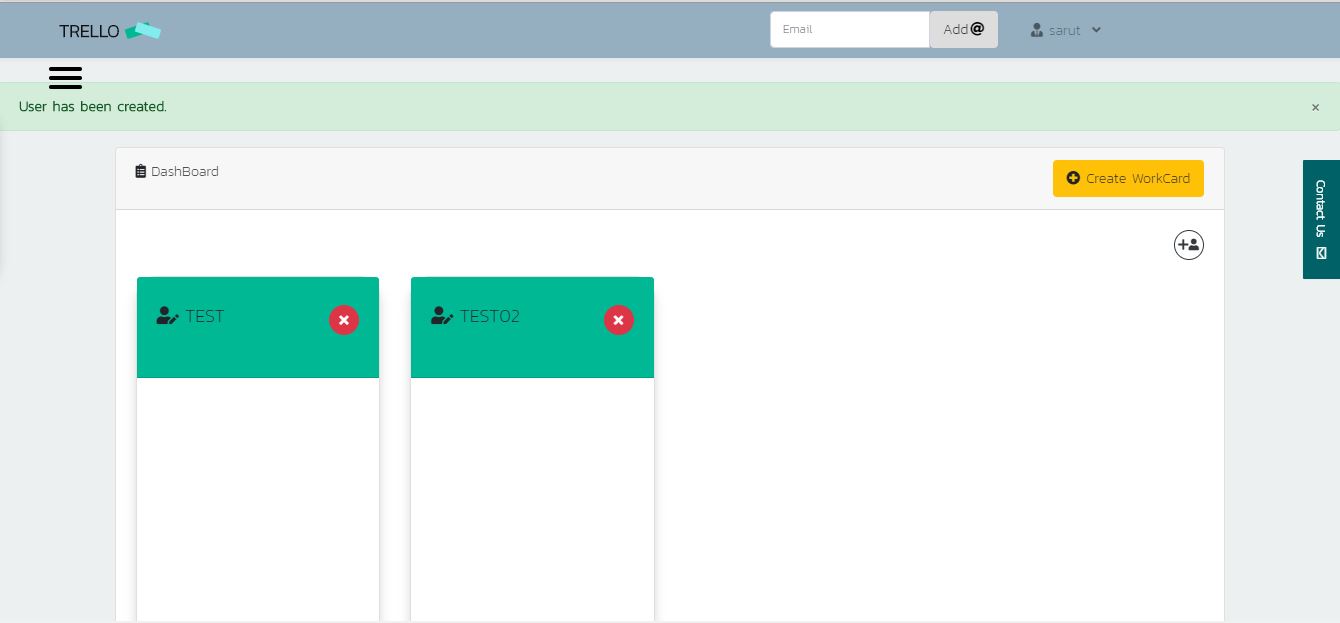 TRELLO
Email
Add@
sarut
User has been created.
×
DashBoard
Create WorkCard
Contact Us
TEST
TEST02